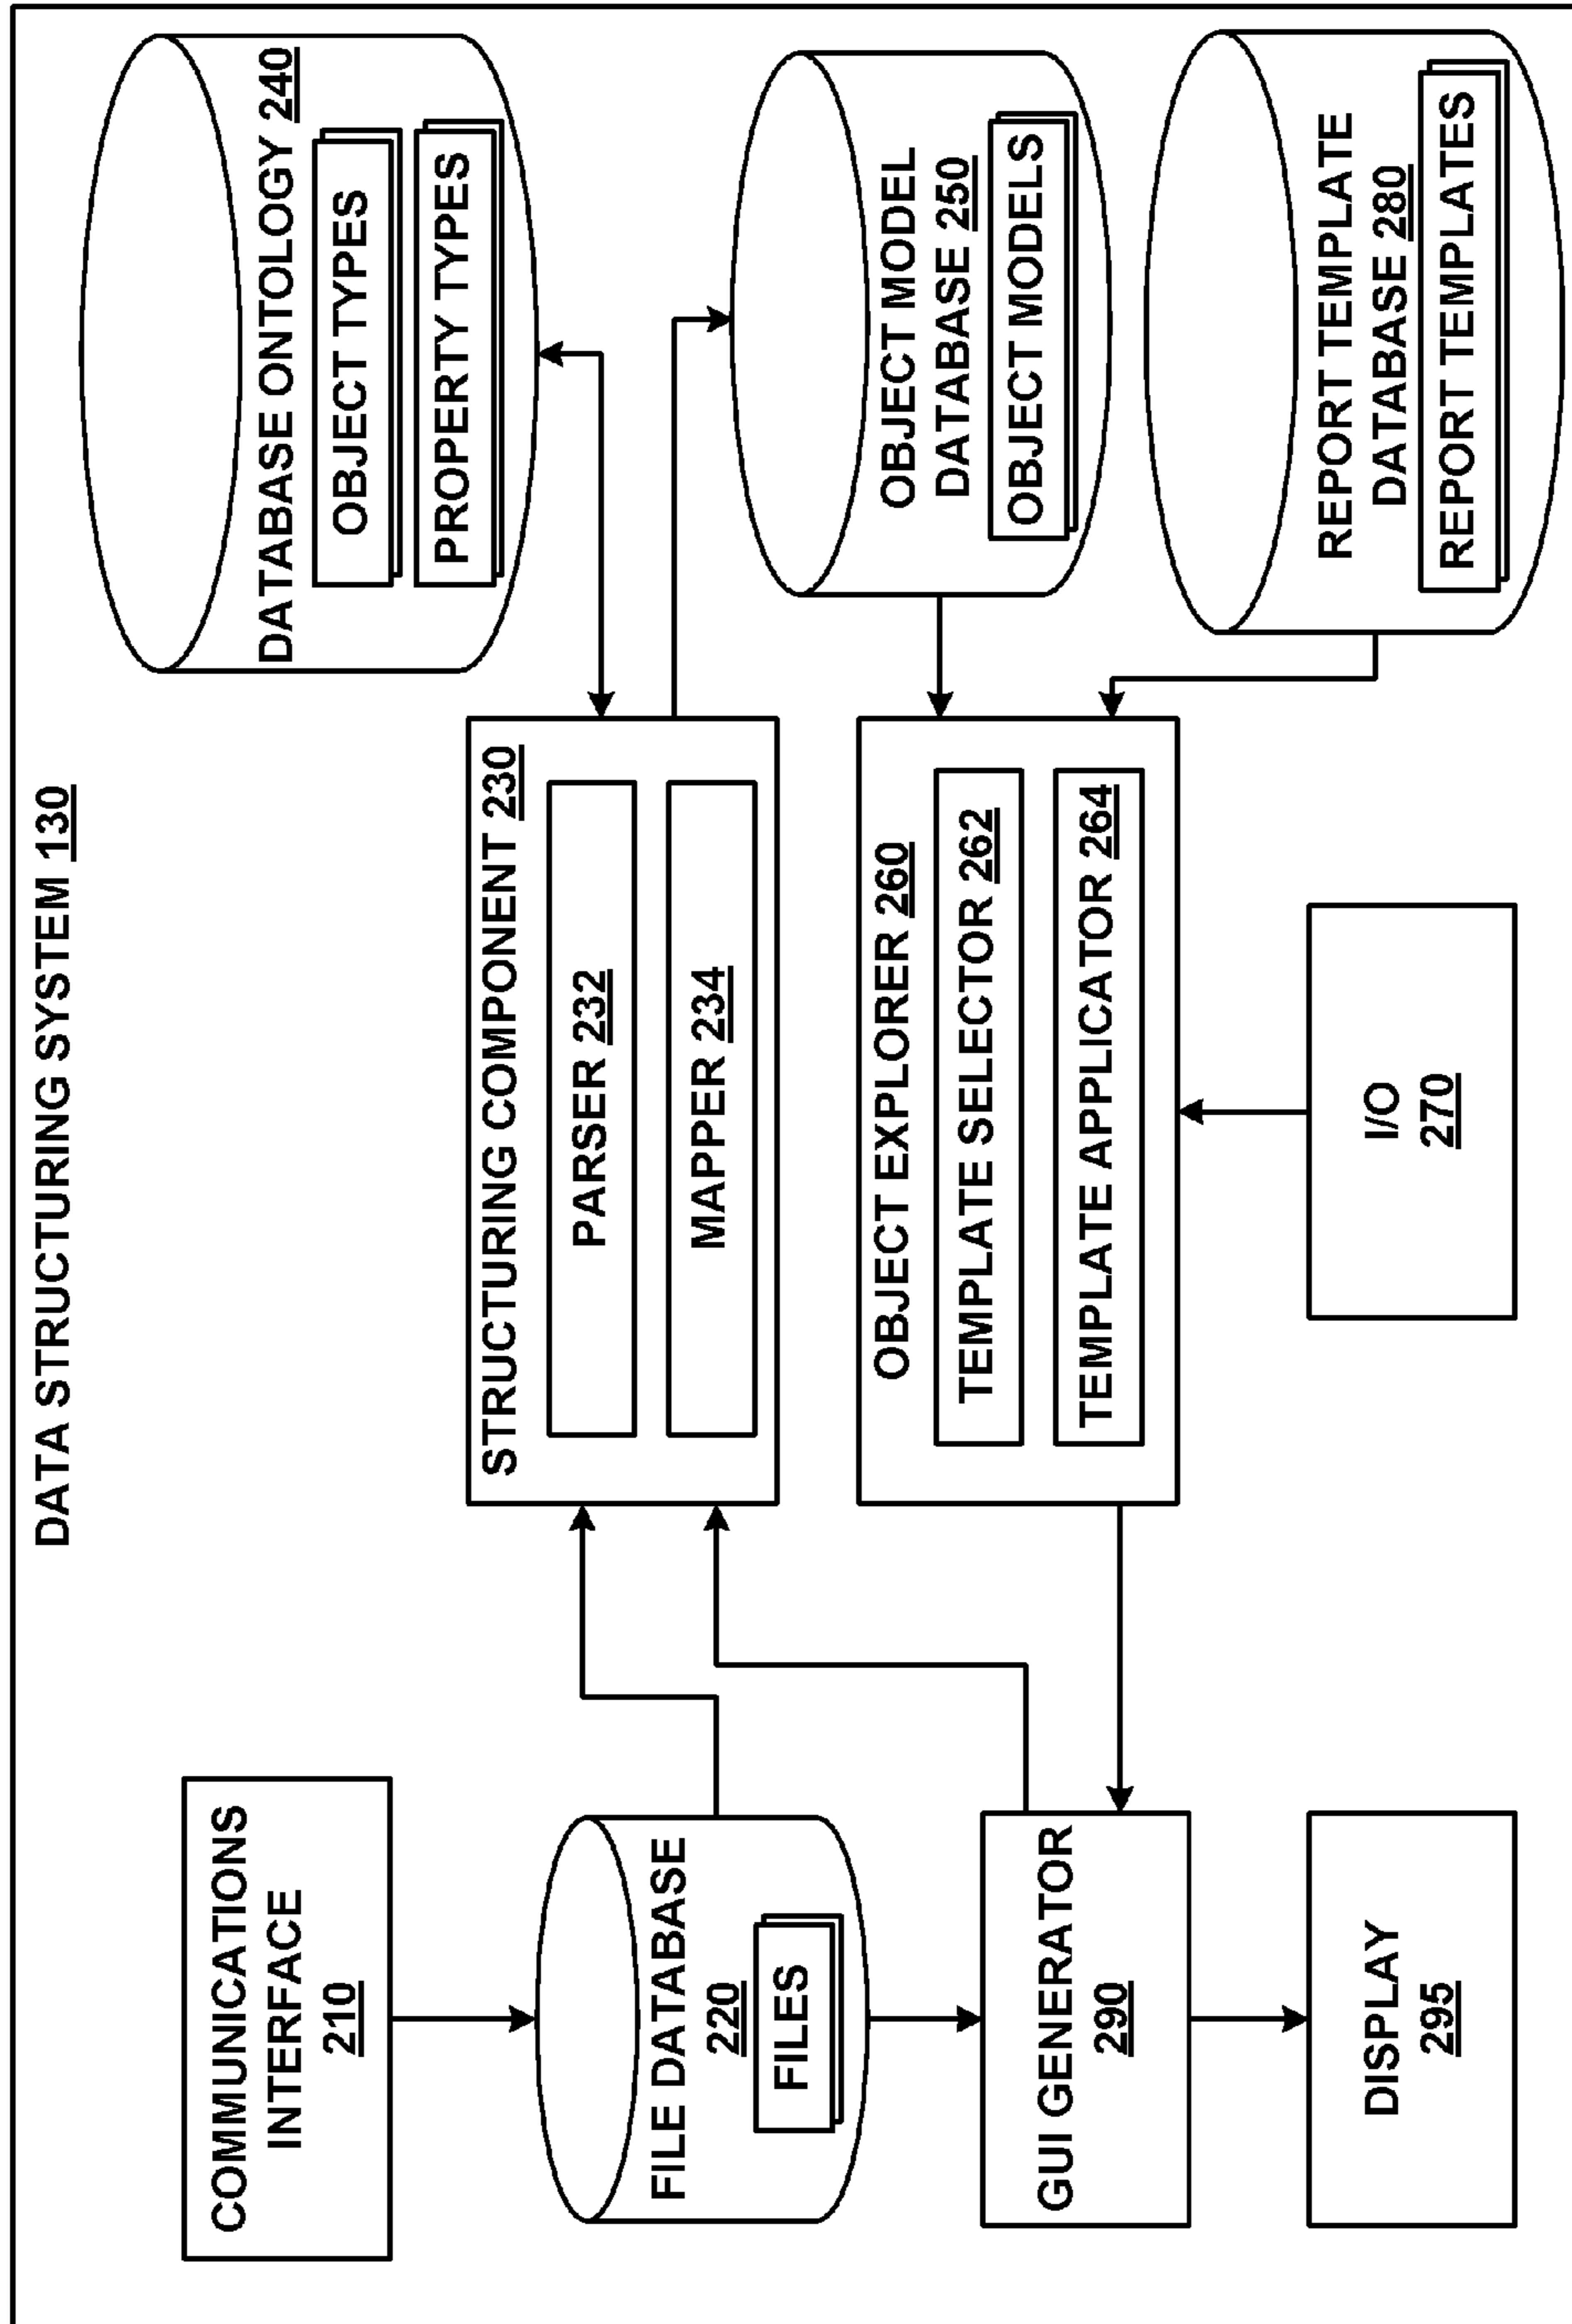 DATA STRUCTURING SYSTEM 130
COMMUNICATIONS
INTERFACE
210
FILE DATABASE
220
FILES
GUI GENERATOR
290
DISPLAY
295
STRUCTURING COMPONENT 230
PARSER 232
MAPPER 234
OBJECT EXPLORER 260
TEMPLATE SELECTOR 262
TEMPLATE APPLICATOR 264
I/O
270
DATABASE ONTOLOGY 240
OBJECT TYPES
PROPERTY TYPES
OBJECT MODEL
DATABASE 250
OBJECT MODELS
REPORT TEMPLATE
DATABASE 280
REPORT TEMPLATES